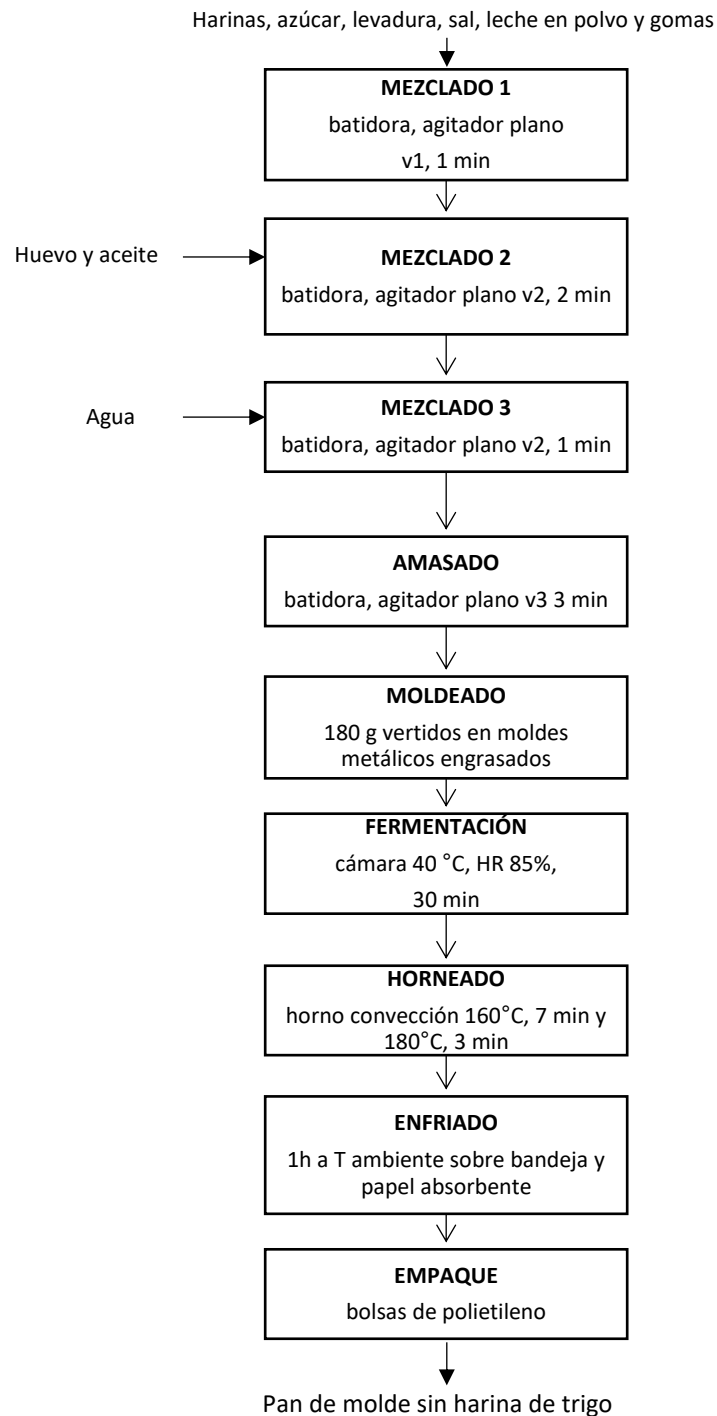 Harinas, azúcar, levadura, sal, leche en polvo y gomas
MEZCLADO 1
batidora, agitador plano
v1, 1 min
Huevo y aceite
MEZCLADO 2
batidora, agitador plano v2, 2 min
Agua
MEZCLADO 3
batidora, agitador plano v2, 1 min
AMASADO
batidora, agitador plano v3 3 min
MOLDEADO
180 g vertidos en moldes
metálicos engrasados
FERMENTACIÓN
cámara 40 °C, HR 85%,
30 min
HORNEADO
horno convección 160°C, 7 min y
180°C, 3 min
ENFRIADO
1h a T ambiente sobre bandeja y
papel absorbente
EMPAQUE
bolsas de polietileno
Pan de molde sin harina de trigo